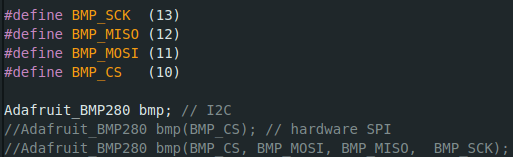 #define BMP_SCK  (13)
#define BMP_MISO (12)
#define BMP_MOSI (11)
#define BMP_CS   (10)

Adafruit_BMP280 bmp; // I2C
//Adafruit_BMP280 bmp(BMP_CS); // hardware SPI
//Adafruit_BMP280 bmp(BMP_CS, BMP_MOSI, BMP_MISO,  BMP_SCK);